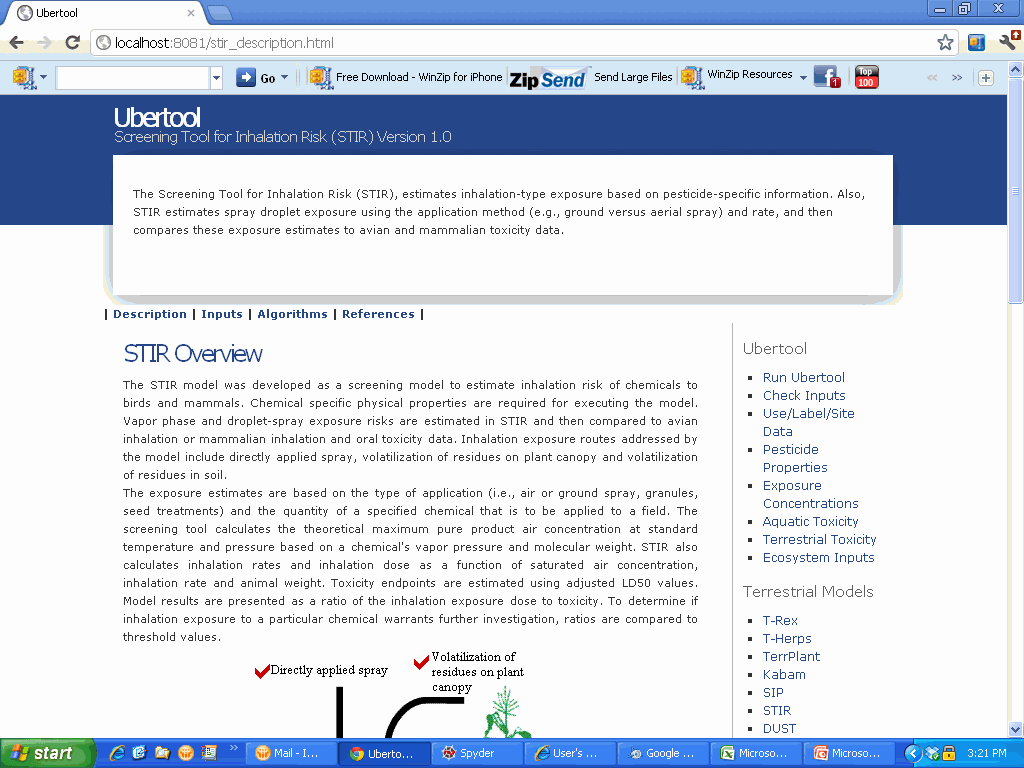 Ubertool
localhost:8081/stir_description.html
Go
Free Download - WinZip for iPhone
ZipSend
Send Large Files
WinZip Resources
1
Top 100
Ubertool
Screening Tool for Inhalation Risk (STIR) Version 1.0
The Screening Tool for Inhalation Risk (STIR), estimates inhalation-type exposure based on pesticide-specific information. Also,
STIR estimates spray droplet exposure using the application method (e.g., ground versus aerial spray) and rate, and then
compares these exposure estimates to avian and mammalian toxicity data.
| Description | Inputs | Algorithms | References |
STIR Overview
The STIR model was developed as a screening model to estimate inhalation risk of chemicals to
birds and mammals. Chemical specific physical properties are required for executing the model.
Vapor phase and droplet-spray exposure risks are estimated in STIR and then compared to avian
inhalation or mammalian inhalation and oral toxicity data. Inhalation exposure routes addressed by
the model include directly applied spray, volatilization of residues on plant canopy and volatilization
of residues in soil.
The exposure estimates are based on the type of application (i.e., air or ground spray, granules,
seed treatments) and the quantity of a specified chemical that is to be applied to a field. The
screening tool calculates the theoretical maximum pure product air concentration at standard
temperature and pressure based on a chemical's vapor pressure and molecular weight. STIR also
calculates inhalation rates and inhalation dose as a function of saturated air concentration,
inhalation rate and animal weight. Toxicity endpoints are estimated using adjusted LD50 values.
Model results are presented as a ratio of the inhalation exposure dose to toxicity. To determine if
inhalation exposure to a particular chemical warrants further investigation, ratios are compared to
threshold values.
Directly applied spray
Volatilization of
residues on plant
canopy
Ubertool
Run Ubertool
Check Inputs
Use/Label/Site
Data
Pesticide
Properties
Exposure
Concentrations
Aquatic Toxicity
Terrestrial Toxicity
Ecosystem Inputs
Terrestrial Models
T-Rex
T-Herps
TerrPlant
Kabam
SIP
STIR
DUST
start
Mail - I...
Uberto...
Spyder
User's ...
Google ...
Microso...
Microso...
3:21 PM